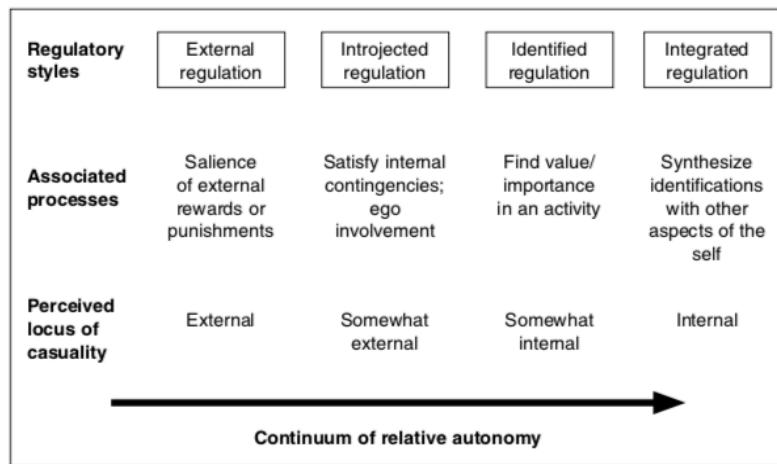 Regulatory styles
External regulation
Introjected regulation
Identified regulation
Integrated regulation
Associated processes
Salience of external rewards or punishments
Satisfy internal contingencies; ego involvement
Find value/ importance in an activity
Synthesize identifications with other aspects of the self
Perceived locus of casuality
External
Somewhat external
Somewhat internal
Internal
Continuum of relative autonomy